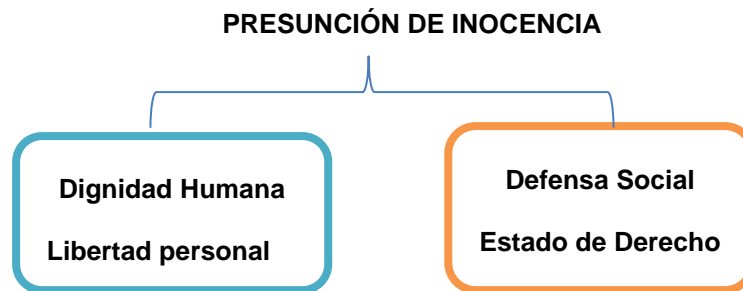 PRESUNCIÓN DE INOCENCIA
Dignidad Humana
Libertad personal
Defensa Social
Estado de Derecho